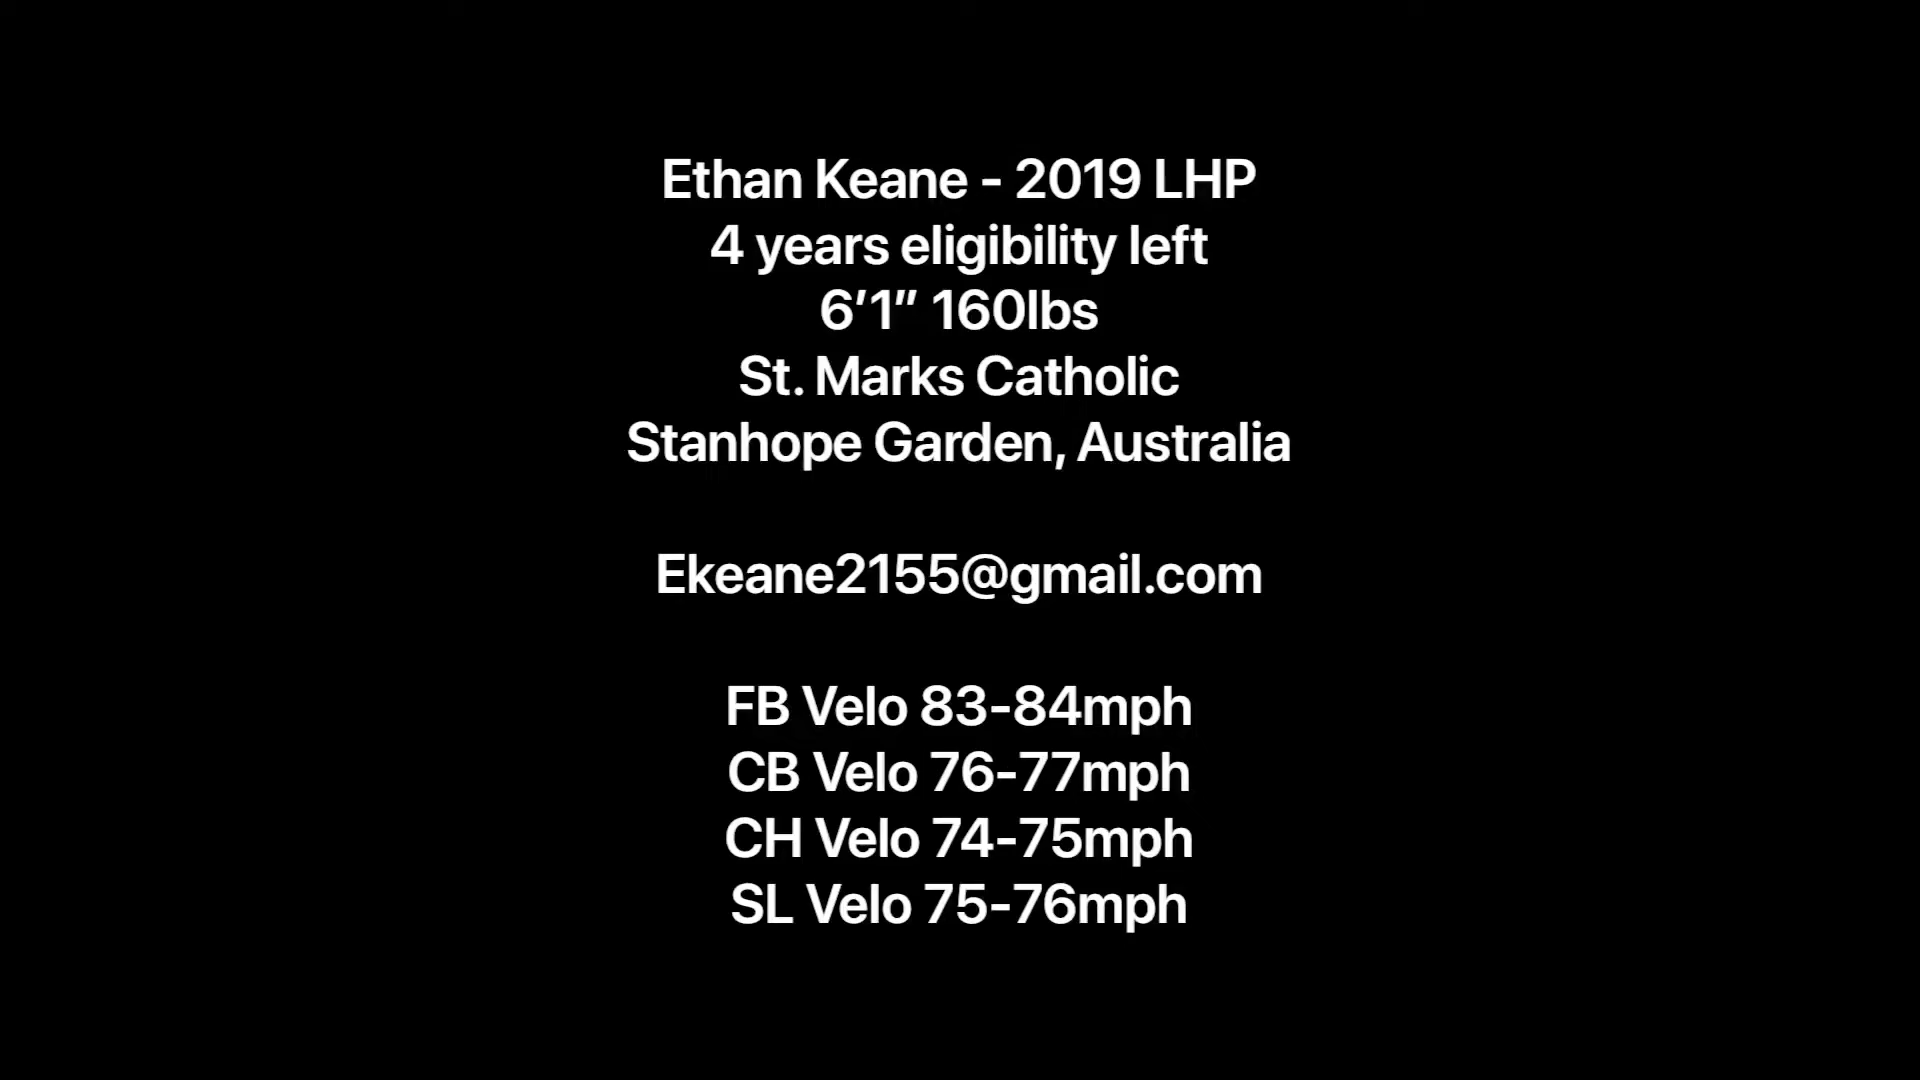 Ethan Keane - 2019 LHP
4 years eligibility left
6’1” 160lbs
St. Marks Catholic
Stanhope Garden, Australia
Ekeane2155@gmail.com
FB Velo 83-84mph
CB Velo 76-77mph
CH Velo 74-75mph
SL Velo 75-76mph